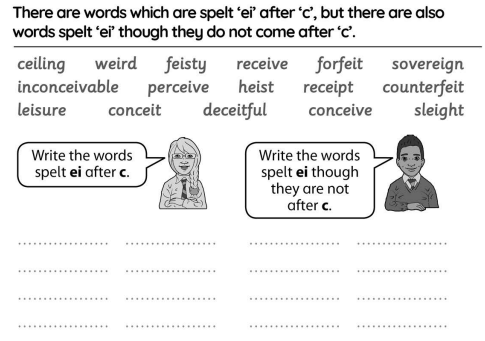 There are words which are spelt ‘ei’ after ‘c’, but there are also
words spelt ‘ei’ though they do not come after ‘c’.
ceiling weird feisty receive forfeit sovereign
inconceivable perceive heist receipt counterfeit
leisure conceit deceitful conceive sleight
Write the words
spelt ei after c.
Write the words
spelt ei though
they are not
after c.